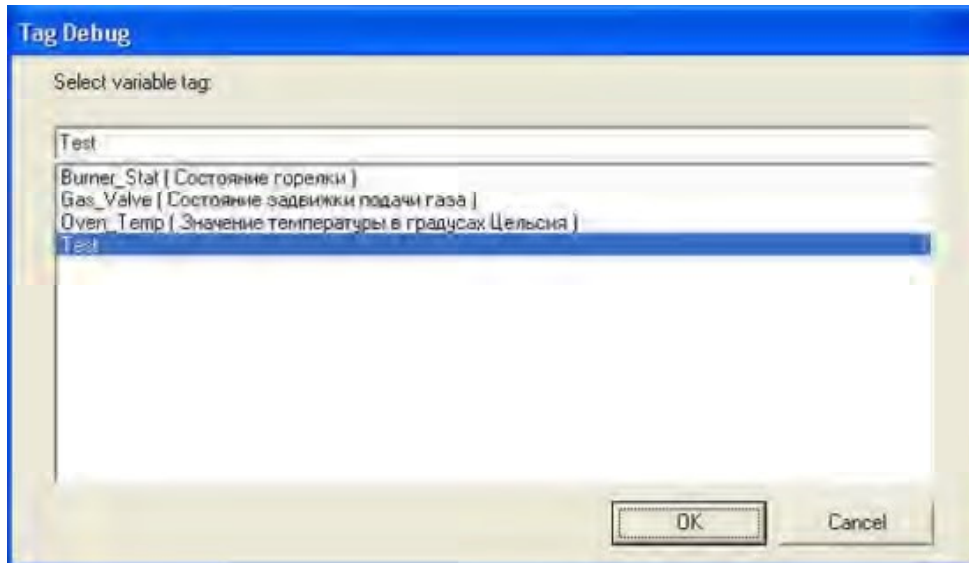 Tag Debug
Select variable tag:
Test
Burner_Stat ( Состояние горелки )
Gas_Valve ( Состояние задвижки подачи газа )
Oven_Temp ( Значение температуры в градусах Цельсия )
Test
OK
Cancel